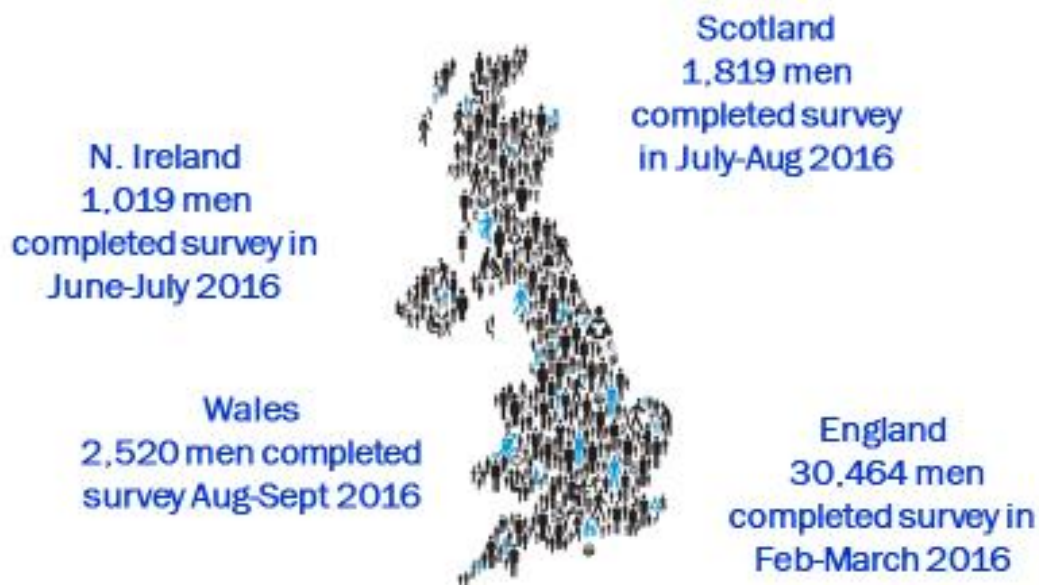 Scotland
1,819 men
completed survey
in July-Aug 2016
N. Ireland
1,019 men
completed survey in
June-July 2016
Wales
2,520 men completed
survey Aug-Sept 2016
England
30,464 men
completed survey in
Feb-March 2016